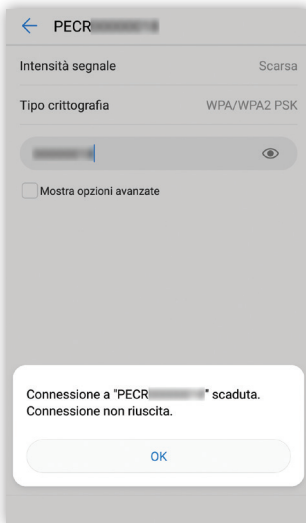 PECR
Intensità segnale Scarsa
Tipo crittografia WPA/WPA2 PSK
Mostra opzioni avanzate
Connessione a "PECR " scaduta.
Connessione non riuscita.
OK